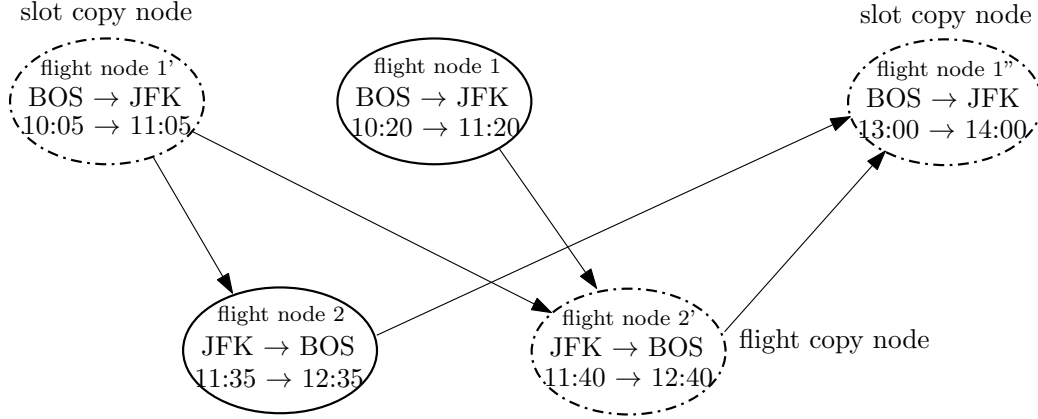 slot copy node
flight node 1'
BOS → JFK
10:05 → 11:05
flight node 1
BOS → JFK
10:20 → 11:20
slot copy node
flight node 1"
BOS → JFK
13:00 → 14:00
flight node 2
JFK → BOS
11:35 → 12:35
flight node 2'
JFK → BOS
11:40 → 12:40
flight copy node